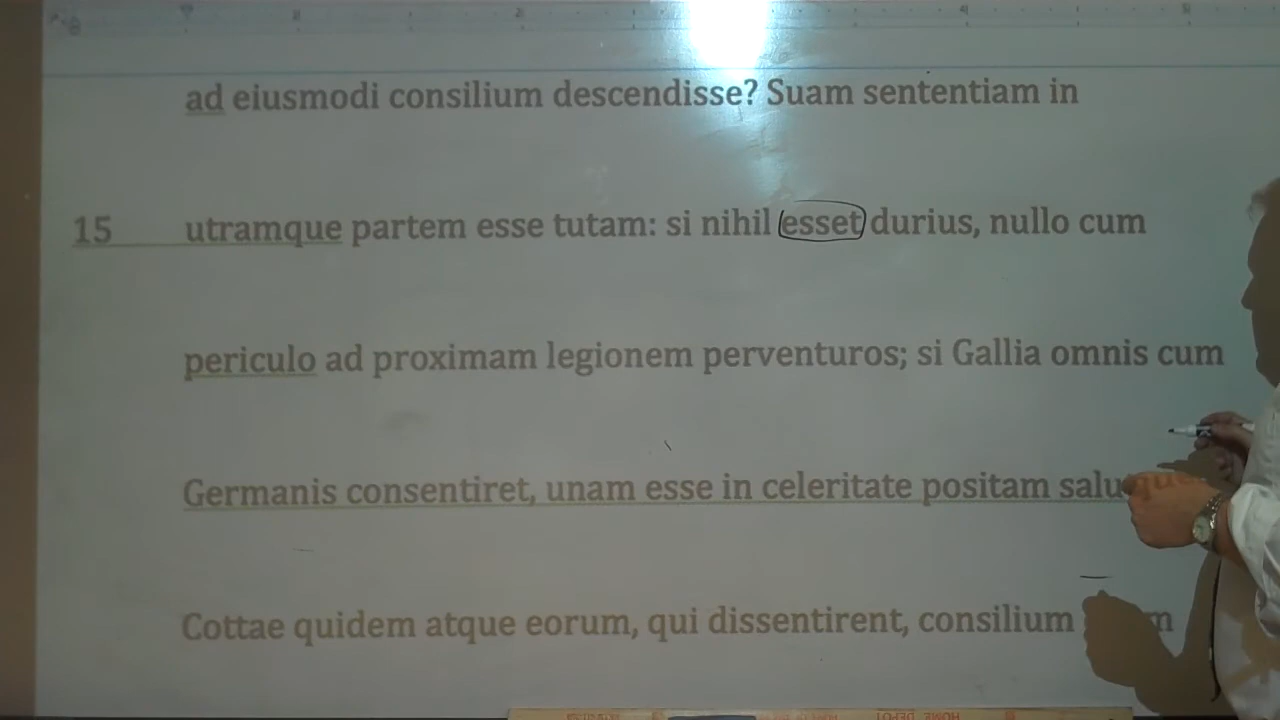 ad eiusmodi consilium descendisse? Suam sententiam in
15 utramque partem esse tutam: si nihil esset durius, nullo cum
periculo ad proximam legionem perventuros; si Gallia omnis cum
Germanis consentiret, unam esse in celeritate positam
Cottae quidem atque eorum, qui dissentirent, consilium